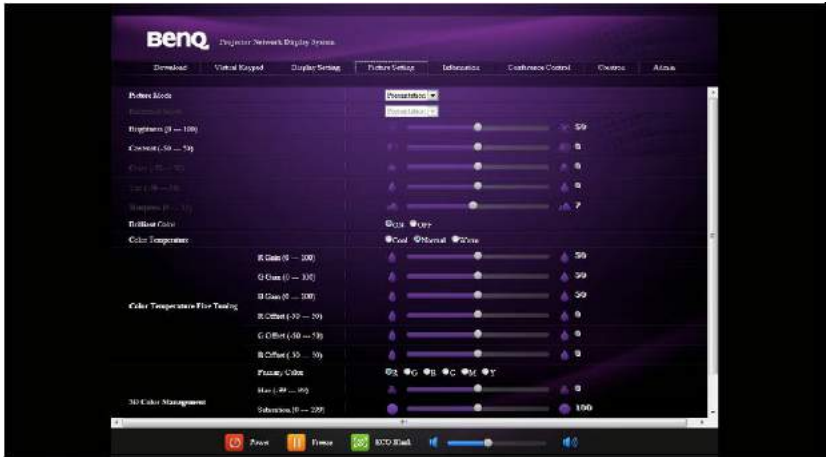 BenQ Projector Network Display System
Download Virtual Keypad Display Setting Picture Setting Information Conference Control Crestron Admin
Picture Mode Presentation
Presentation
Brightness (0 --- 100) 50
Contrast (-50 --- 50) 0
0
0
Sharpness 7
Brilliant Color ON OFF
Color Temperature Cool Normal Warm
R Gain (0 --- 100) 50
G Gain (0 --- 100) 50
B Gain (0 --- 100) 50
Color Temperature Fine Tuning
R Offset (-50 --- 50) 0
G Offset (-50 --- 50) 0
B Offset (-50 --- 50) 0
Primary Color R G B C M Y
Hue (-99 --- 99) 0
3D Color Management
Saturation (0 --- 199) 100
Power Freeze ECO Blank